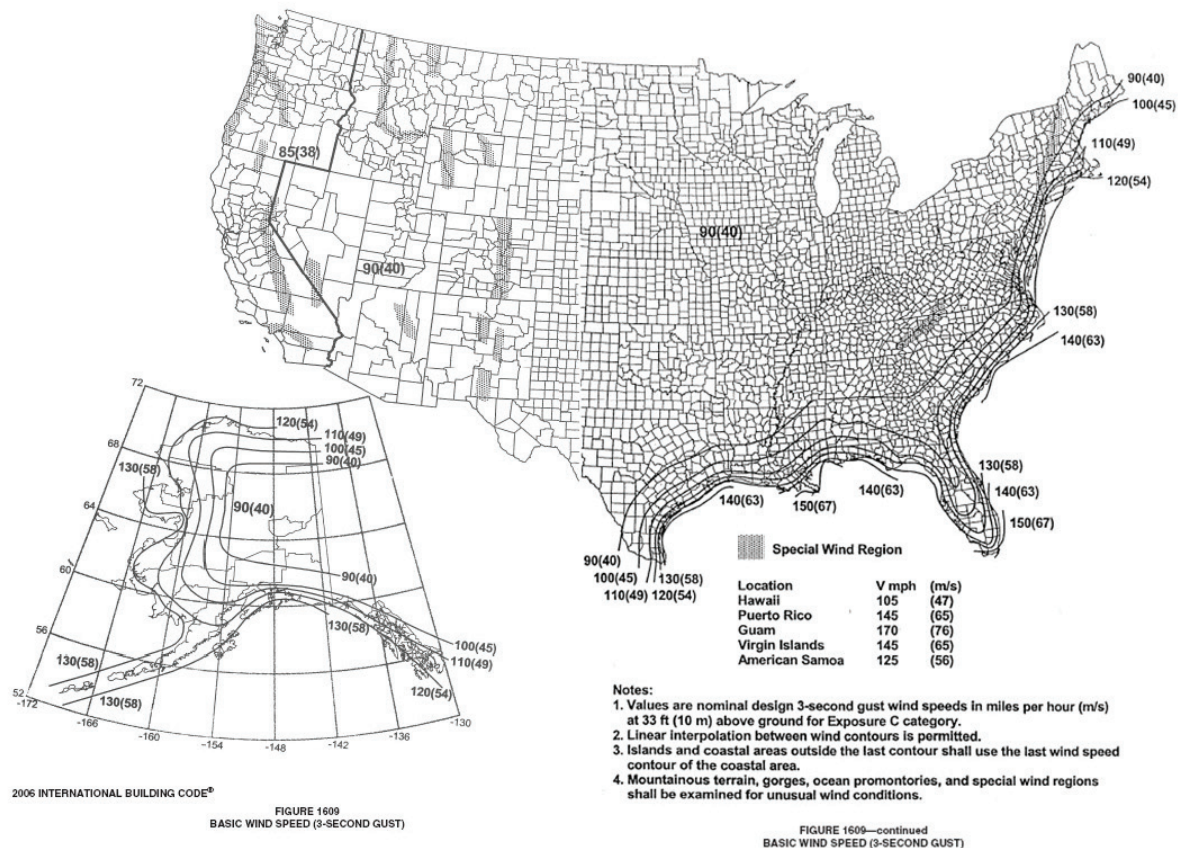 85(38)
90(40)
90(40)
90(40)
100(45)
110(49)
120(54)
130(58)
140(63)
130(58)
140(63)
150(67)
140(63)
150(67)
140(63)
90(40)
100(45)
110(49)
130(58)
120(54)
72
68
64
60
56
52
-172
-166
-160
-154
-148
-142
-136
-130
120(54)
110(49)
100(45)
90(40)
130(58)
90(40)
90(40)
130(58)
100(45)
110(49)
120(54)
130(58)
130(58)
Special Wind Region
Location V mph (m/s)
Hawaii 105 (47)
Puerto Rico 145 (65)
Guam 170 (76)
Virgin Islands 145 (65)
American Samoa 125 (56)
Notes:
1. Values are nominal design 3-second gust wind speeds in miles per hour (m/s)
at 33 ft (10 m) above ground for Exposure C category.
2. Linear interpolation between wind contours is permitted.
3. Islands and coastal areas outside the last contour shall use the last wind speed
contour of the coastal area.
4. Mountainous terrain, gorges, ocean promontories, and special wind regions
shall be examined for unusual wind conditions.
2006 INTERNATIONAL BUILDING CODE®
FIGURE 1609
BASIC WIND SPEED (3-SECOND GUST)
FIGURE 1609—continued
BASIC WIND SPEED (3-SECOND GUST)